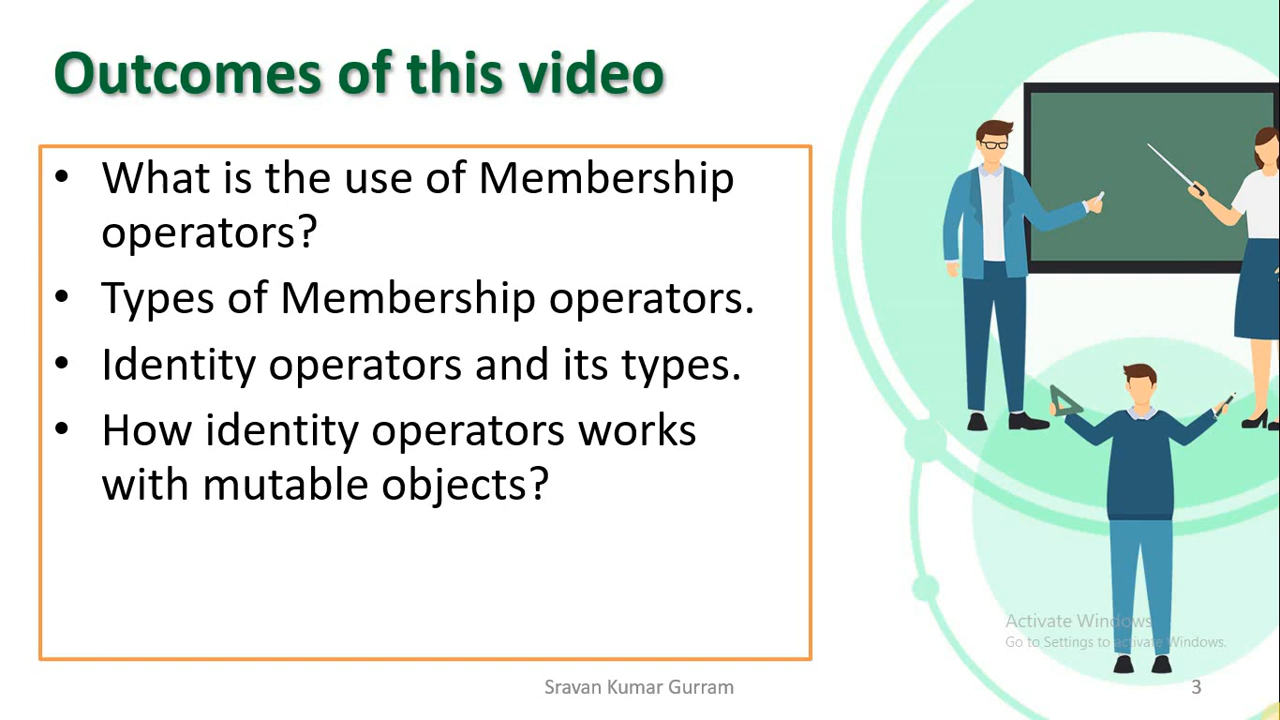 Outcomes of this video
• What is the use of Membership
operators?
• Types of Membership operators.
• Identity operators and its types.
• How identity operators works
with mutable objects?
Activate Windows
Go to Settings to activate Windows.
Sravan Kumar Gurram
3